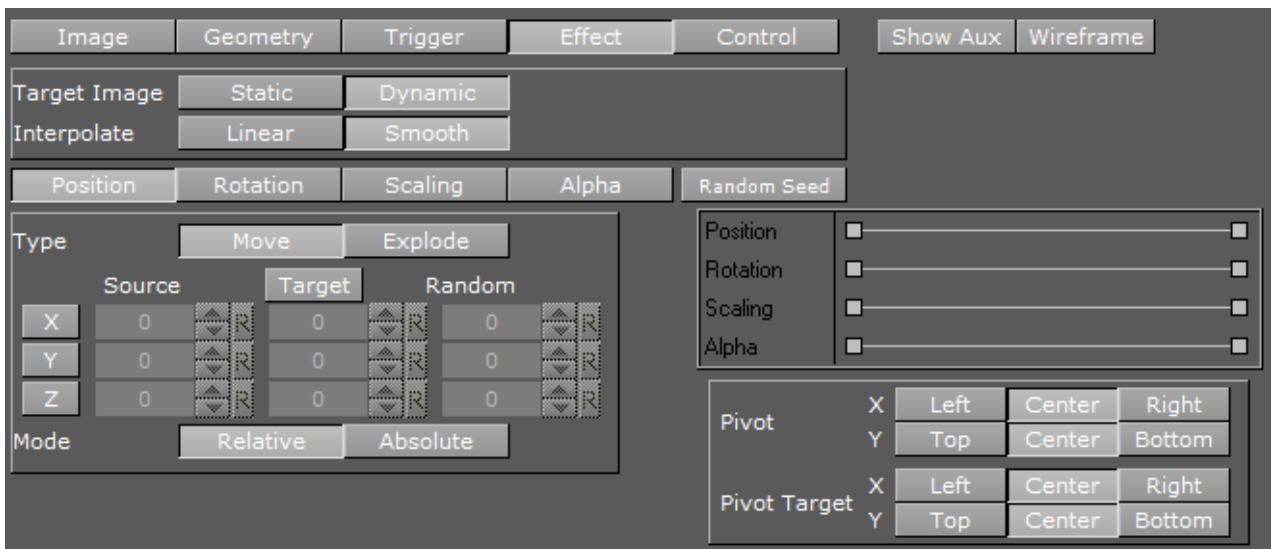 Image Geometry Trigger Effect Control Show Aux Wireframe
Target Image Static Dynamic
Interpolate Linear Smooth
Position Rotation Scaling Alpha Random Seed
Type Move Explode
Source Target Random
X 0 R 0 R 0 R
Y 0 R 0 R 0 R
Z 0 R 0 R 0 R
Mode Relative Absolute
Position
Rotation
Scaling
Alpha
Pivot X Left Center Right
Y Top Center Bottom
Pivot Target X Left Center Right
Y Top Center Bottom